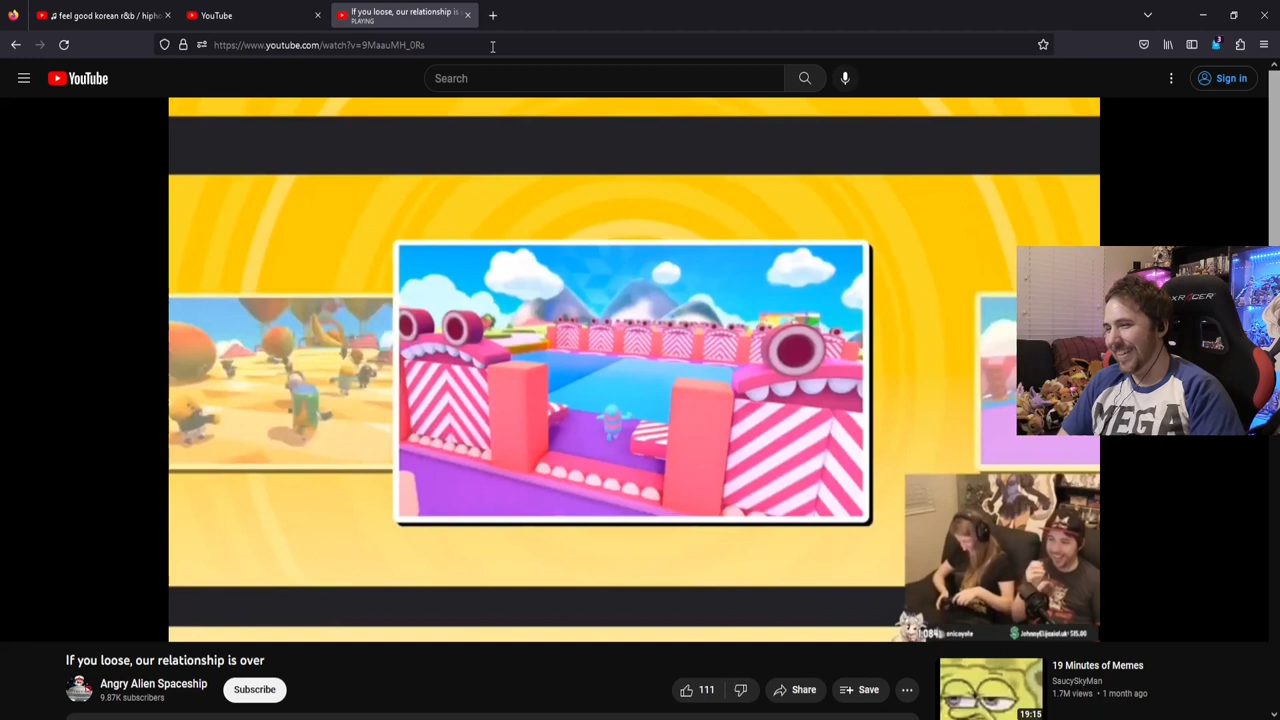 ♫ feel good korean r&b / hiph
YouTube
If you loose, our relationship is
PLAYING
https://www.youtube.com/watch?v=9MaauMH_0Rs
YouTube
Search
Sign in
MEGA
If you loose, our relationship is over
Angry Alien Spaceship
9.87K subscribers
Subscribe
111
Share
Save
19 Minutes of Memes
SaucySkyMan
1.7M views • 1 month ago
19:15